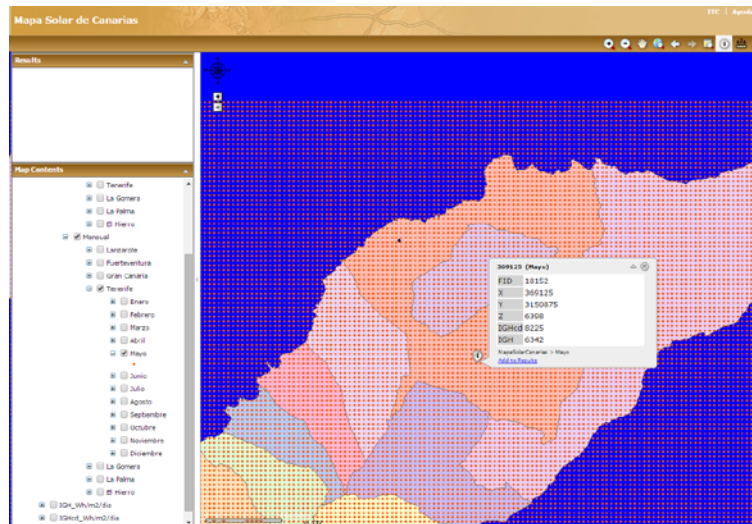 ITC | Ayuda
Mapa Solar de Canarias
Results
Map Contents
Tenerife
La Gomera
La Palma
El Hierro
Mensual
Lanzarote
Fuerteventura
Gran Canaria
Tenerife
Enero
Febrero
Marzo
Abril
Mayo
Junio
Julio
Agosto
Septiembre
Octubre
Noviembre
Diciembre
La Gomera
La Palma
El Hierro
IGH_Wh/m2/dia
IGHcd_Wh/m2/dia
369125 (Mayo)
FID 18152
X 369125
Y 3150875
Z 6398
IGHcd 8225
IGH 6342
MapaSolarCanarias > Mayo
Add to Results